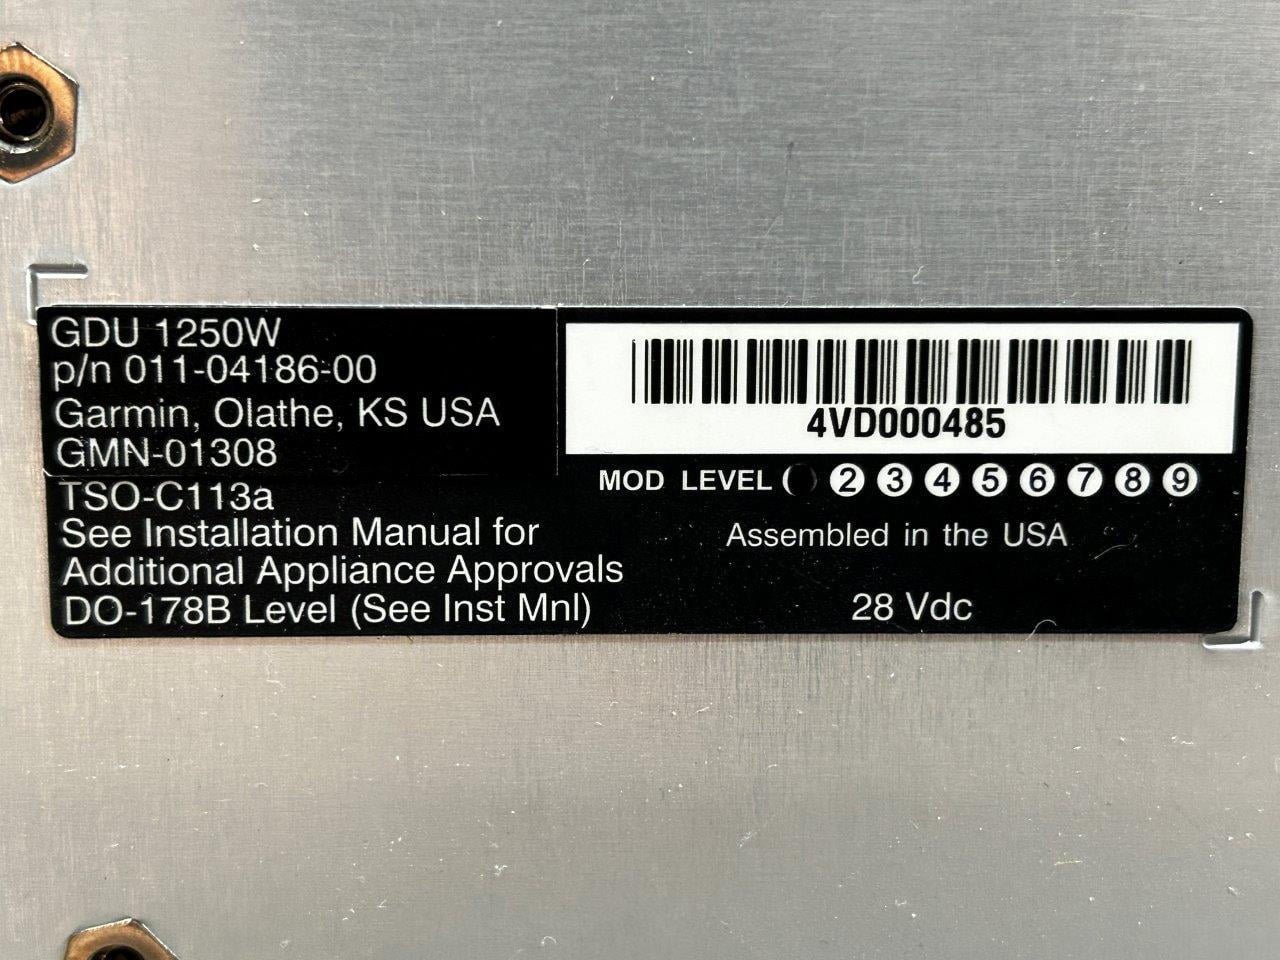 GDU 1250W
p/n 011-04186-00
Garmin, Olathe, KS USA
GMN-01308
TSO-C113a
See Installation Manual for
Additional Appliance Approvals
DO-178B Level (See Inst Mnl)
4VD000485
MOD LEVEL 2 3 4 5 6 7 8 9
Assembled in the USA
28 Vdc